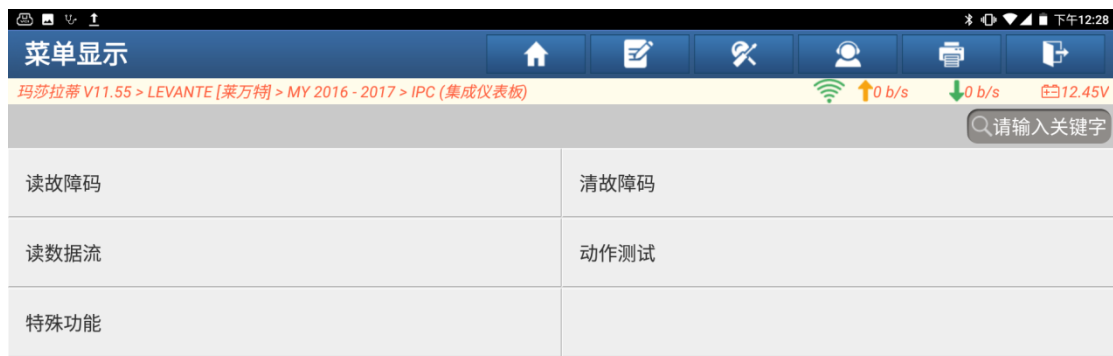 下午12:28
菜单显示
玛莎拉蒂 V11.55 > LEVANTE [莱万特] > MY 2016 - 2017 > IPC (集成仪表板) 0 b/s 0 b/s 12.45V
请输入关键字
读故障码 清故障码
读数据流 动作测试
特殊功能